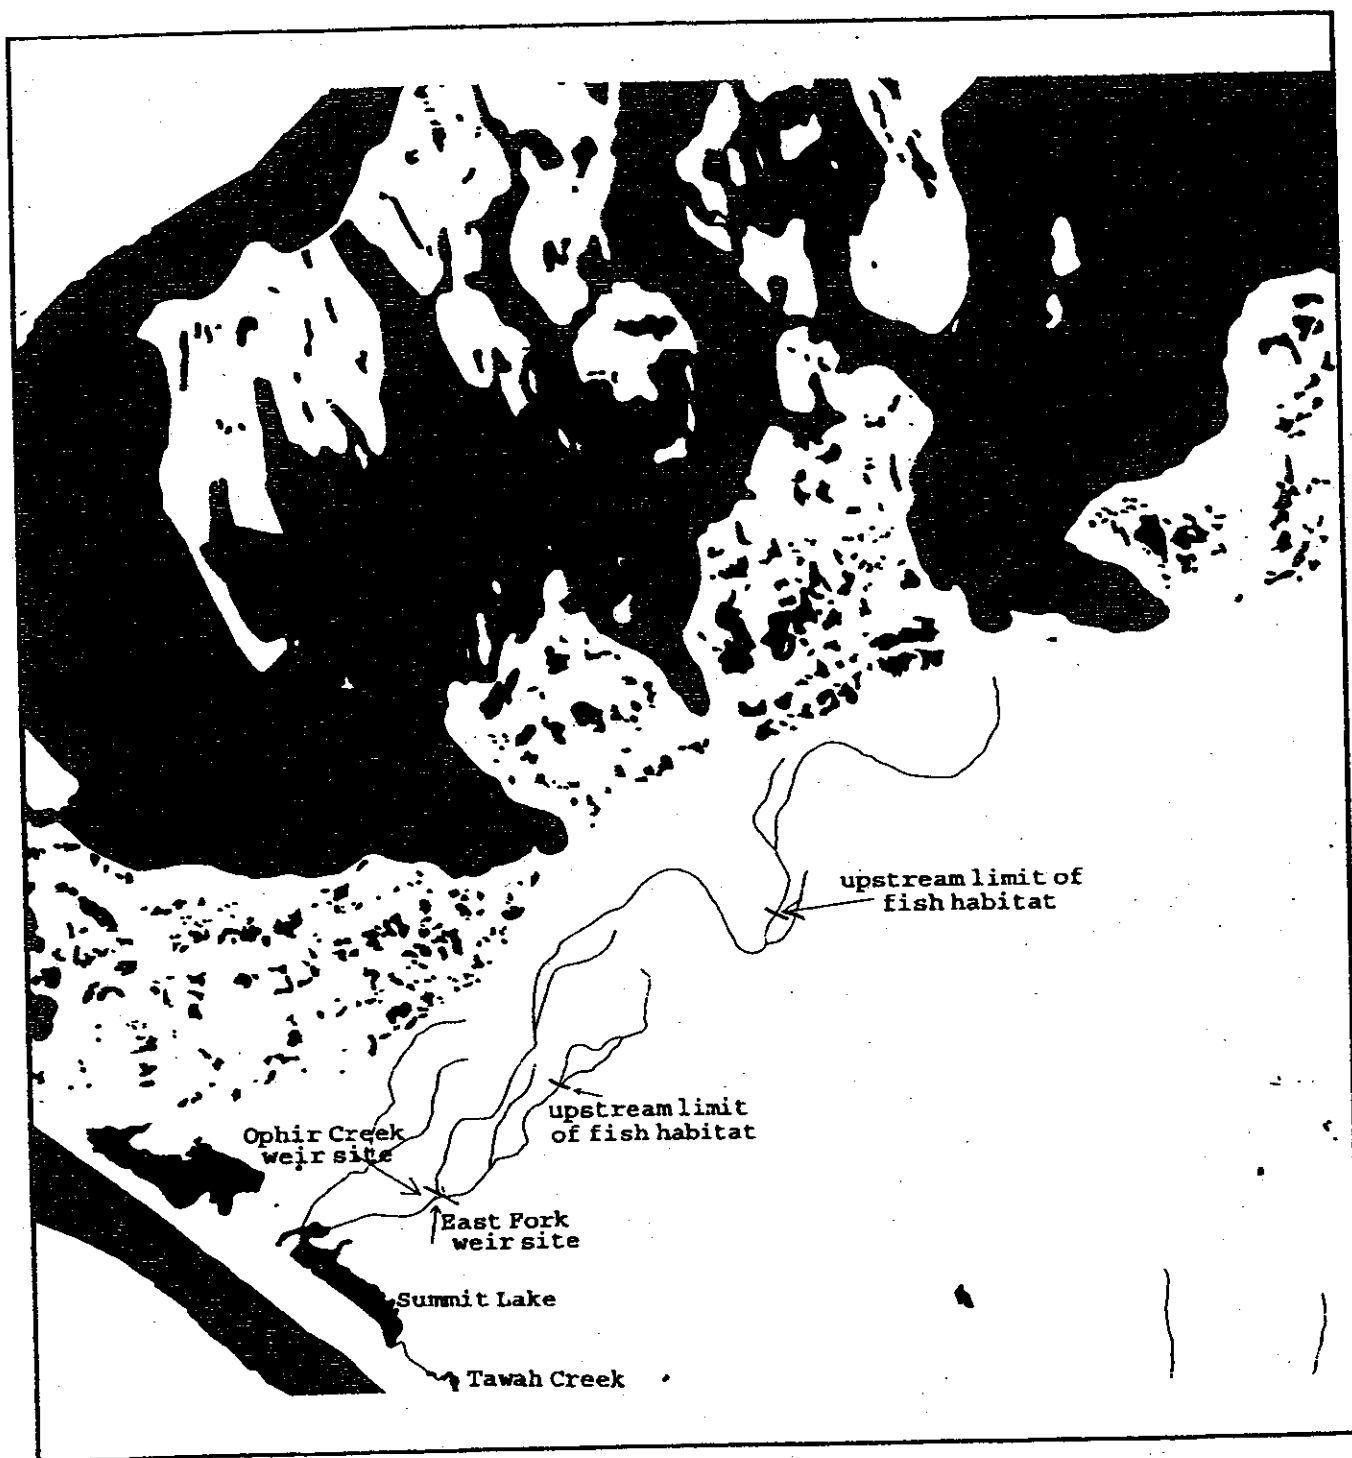 upstream limit of
fish habitat
upstream limit
of fish habitat
Ophir Creek
weir site
East Fork
weir site
Summit Lake
Tawah Creek